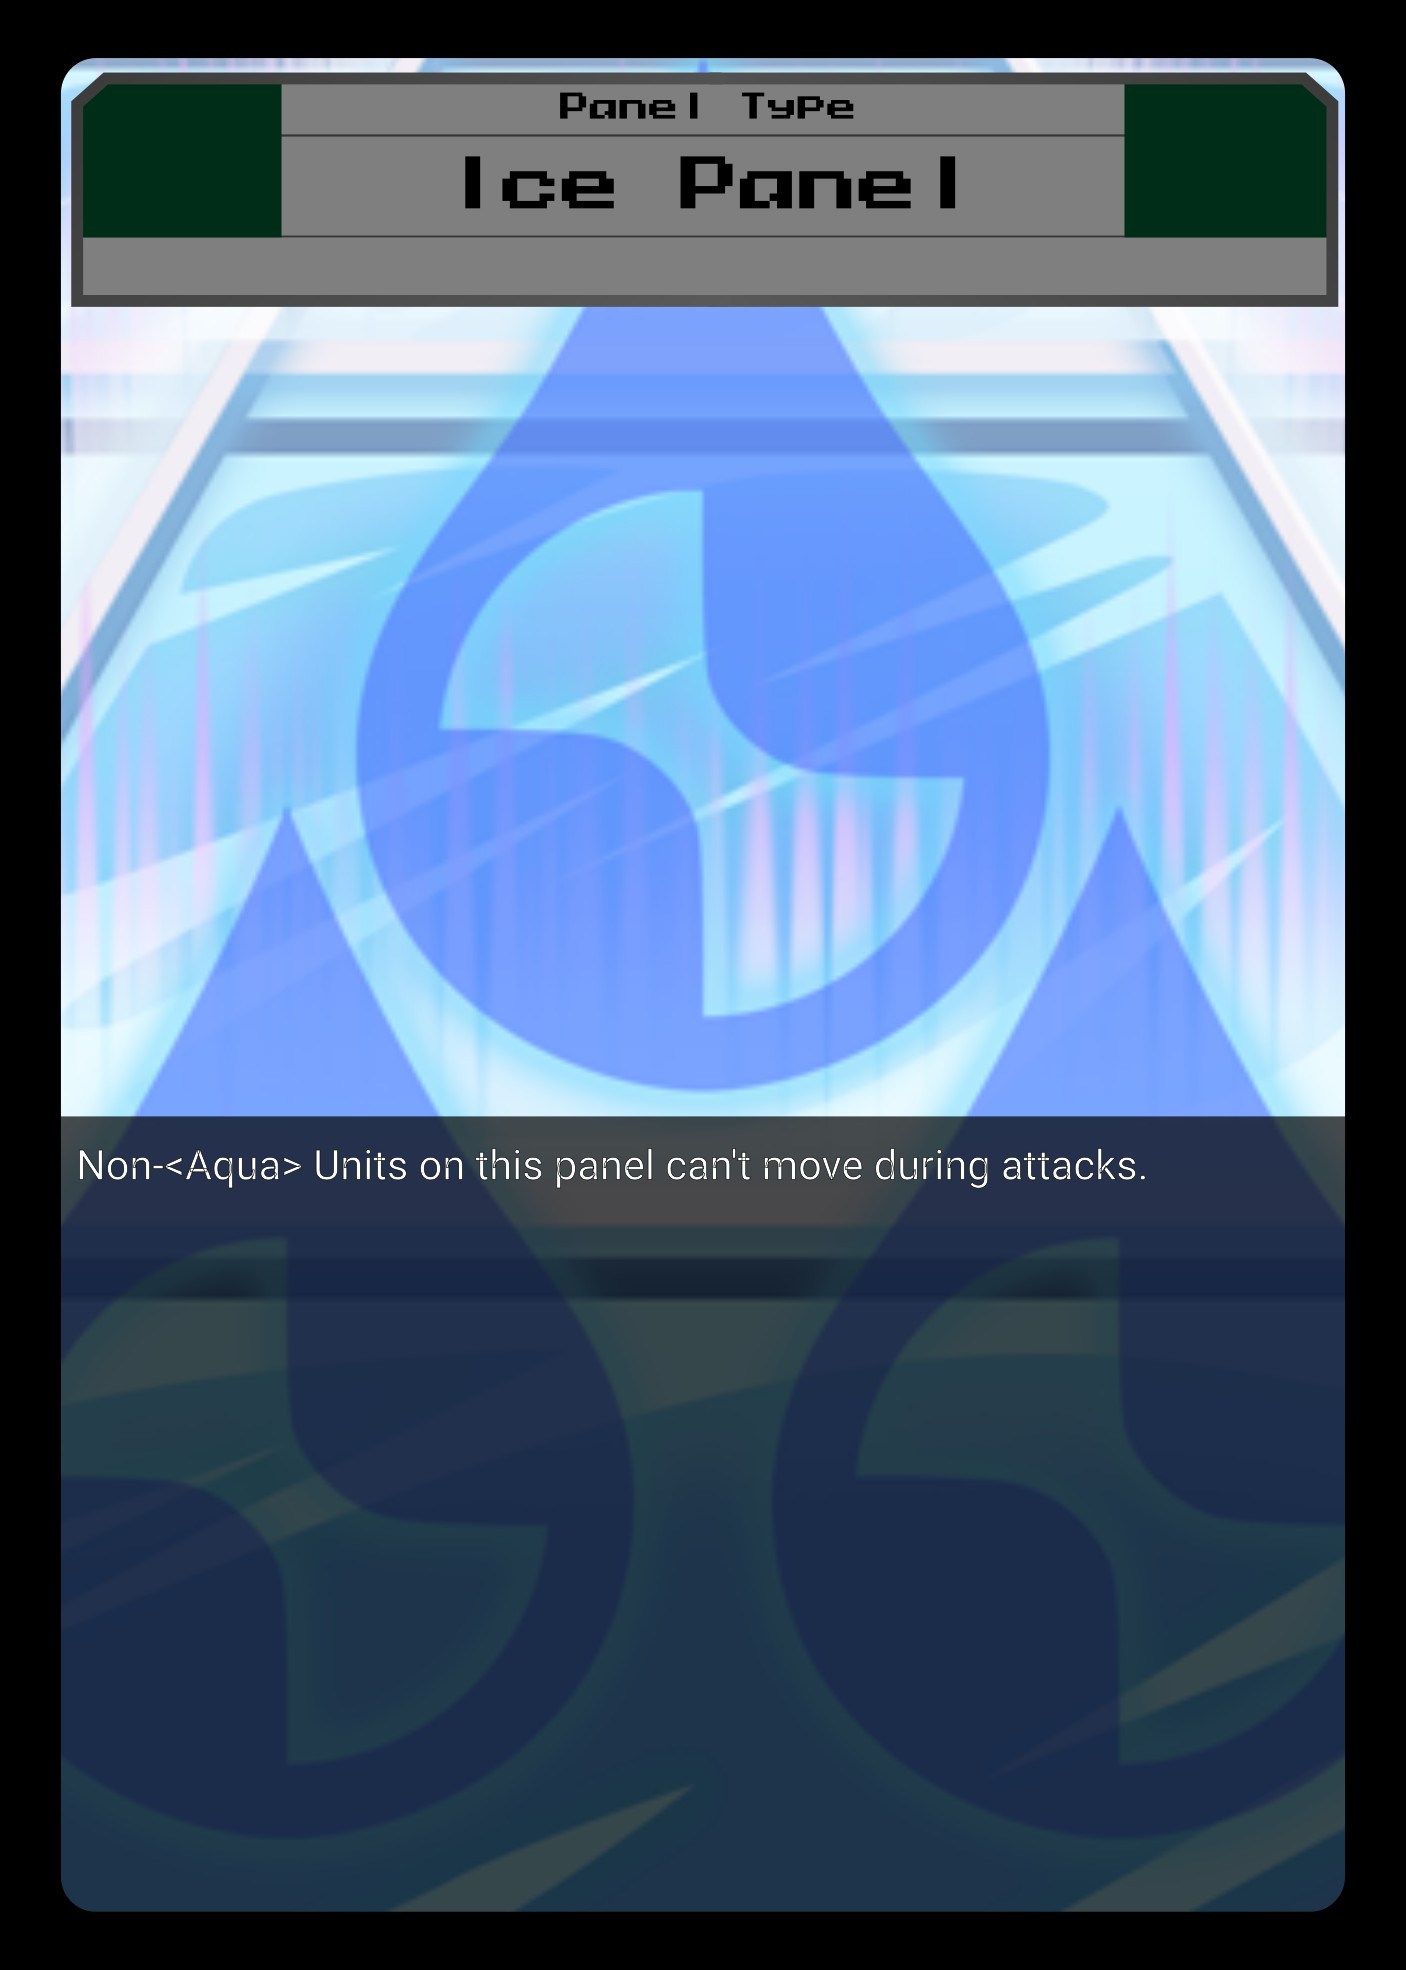 Panel Type
Ice Panel
Non-<Aqua> Units on this panel can't move during attacks.